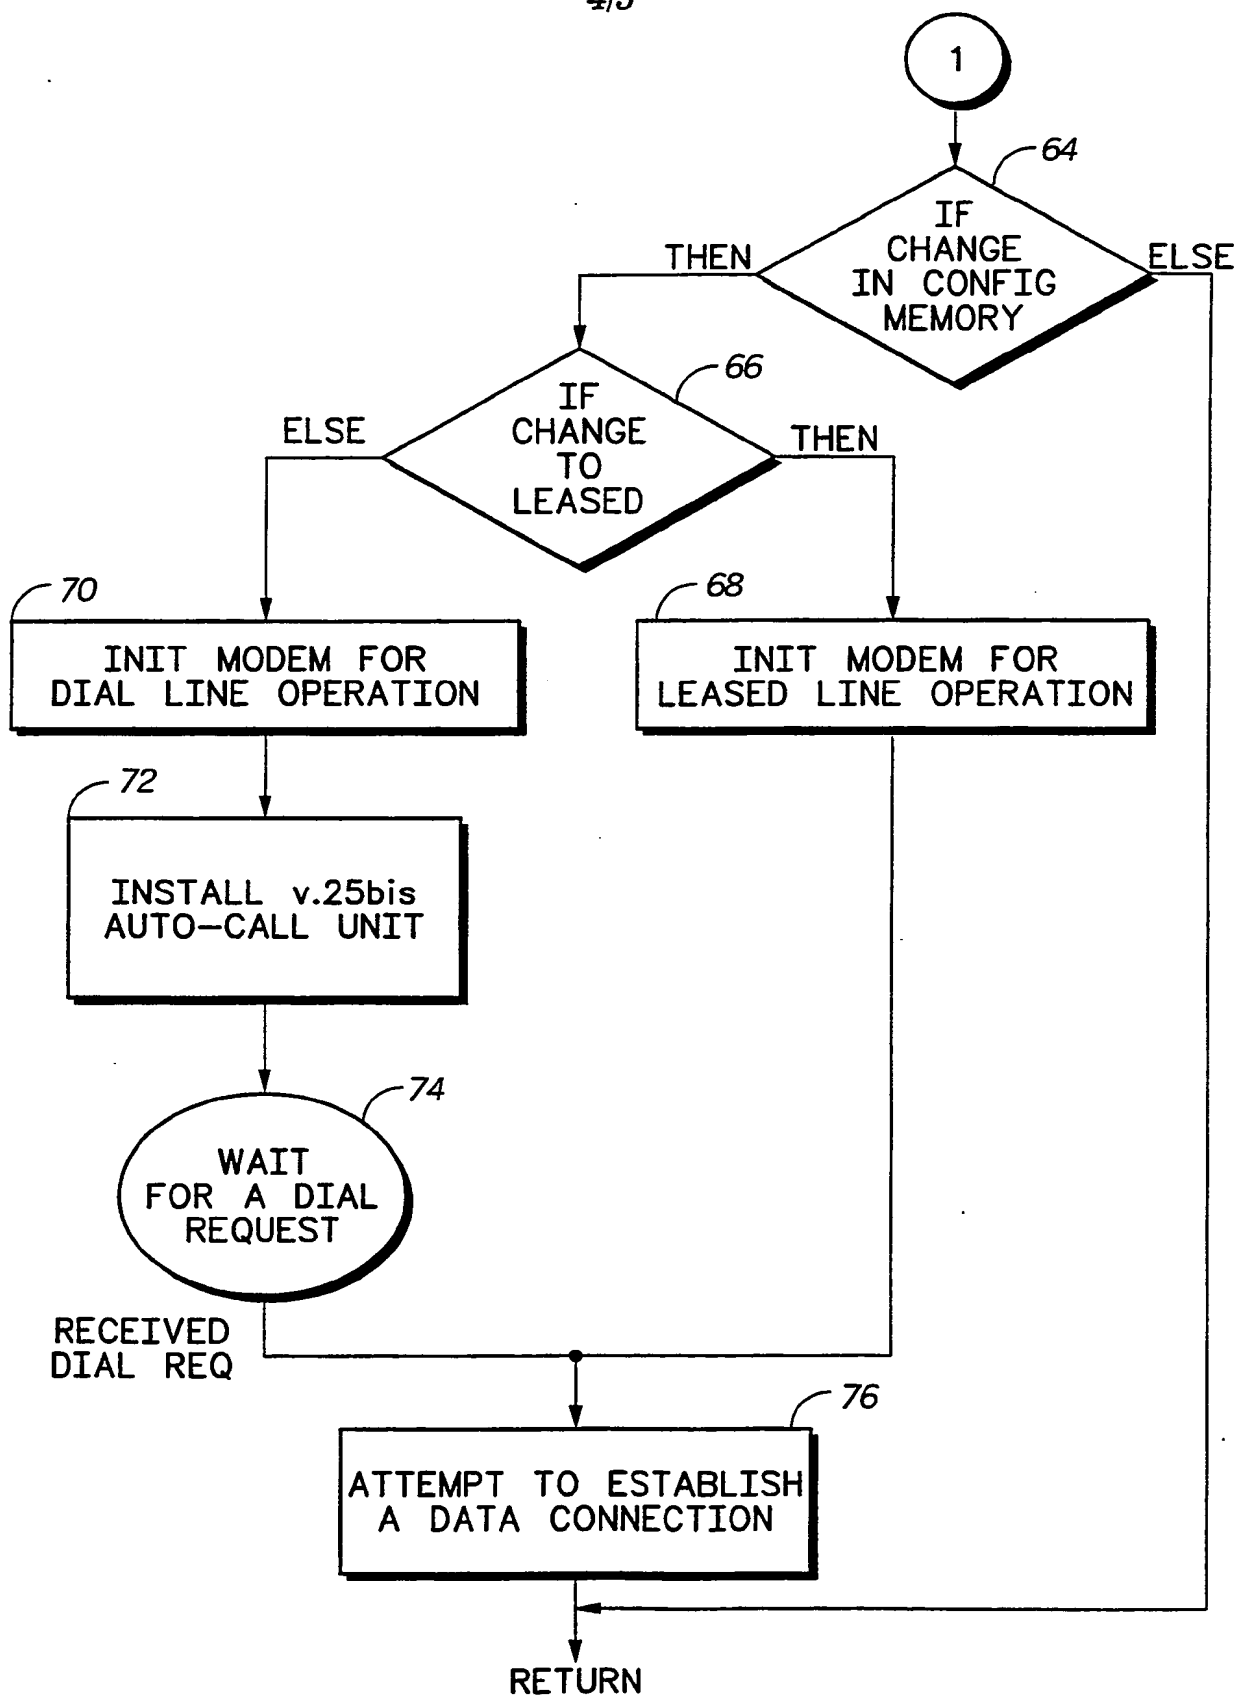 4/5
1
64
IF
CHANGE
IN CONFIG
MEMORY
THEN
ELSE
66
IF
CHANGE
TO
LEASED
ELSE
THEN
70
INIT MODEM FOR
DIAL LINE OPERATION
68
INIT MODEM FOR
LEASED LINE OPERATION
72
INSTALL v.25bis
AUTO-CALL UNIT
74
WAIT
FOR A DIAL
REQUEST
RECEIVED
DIAL REQ
76
ATTEMPT TO ESTABLISH
A DATA CONNECTION
RETURN